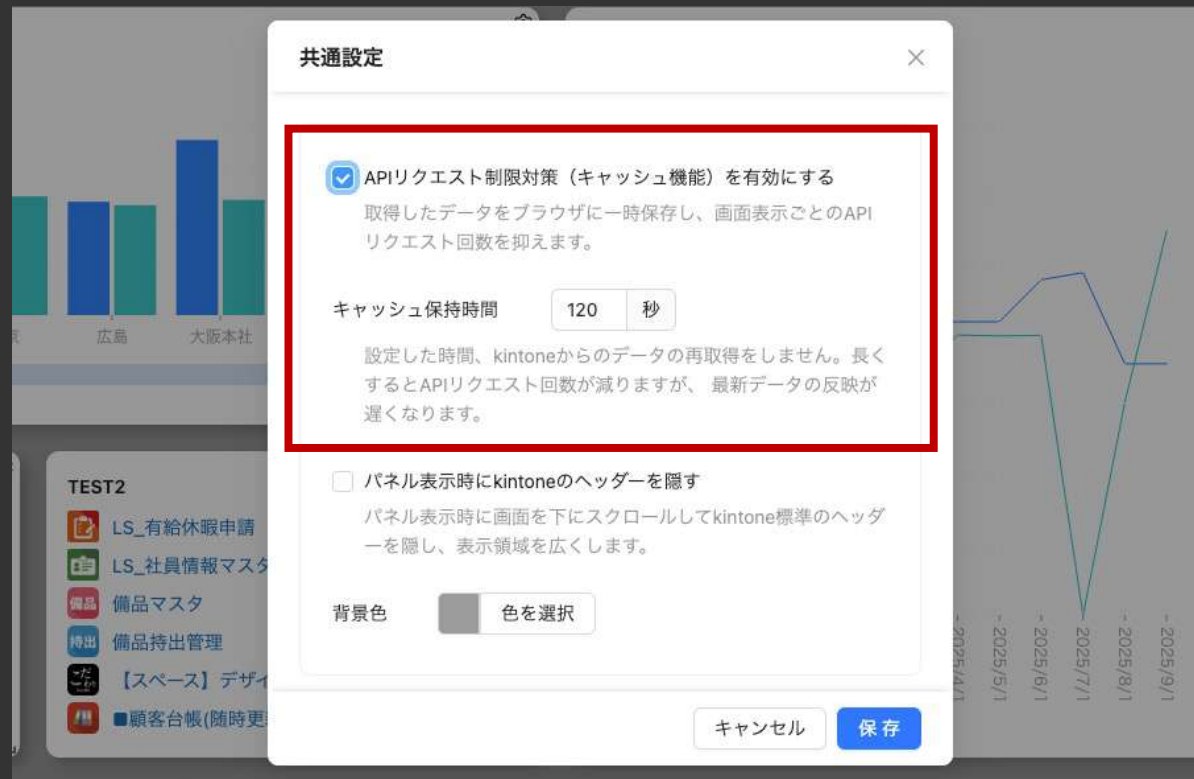 共通設定
APIリクエスト制限対策（キャッシュ機能）を有効にする
取得したデータをブラウザに一時保存し、画面表示ごとのAPI
リクエスト回数を抑えます。
キャッシュ保持時間
120
秒
設定した時間、kintoneからのデータの再取得をしません。長く
するとAPIリクエスト回数が減りますが、 最新データの反映が
遅くなります。
パネル表示時にkintoneのヘッダーを隠す
パネル表示時に画面を下にスクロールしてkintone標準のヘッダ
ーを隠し、表示領域を広くします。
背景色
色を選択
キャンセル
保存
広島
大阪本社
TEST2
LS_有給休暇申請
LS_社員情報マスタ
備品
備品マスタ
持出
備品持出管理
【スペース】デザイ
■顧客台帳(随時更
2025/4/1
2025/5/1
2025/6/1
2025/7/1
2025/8/1
2025/9/1